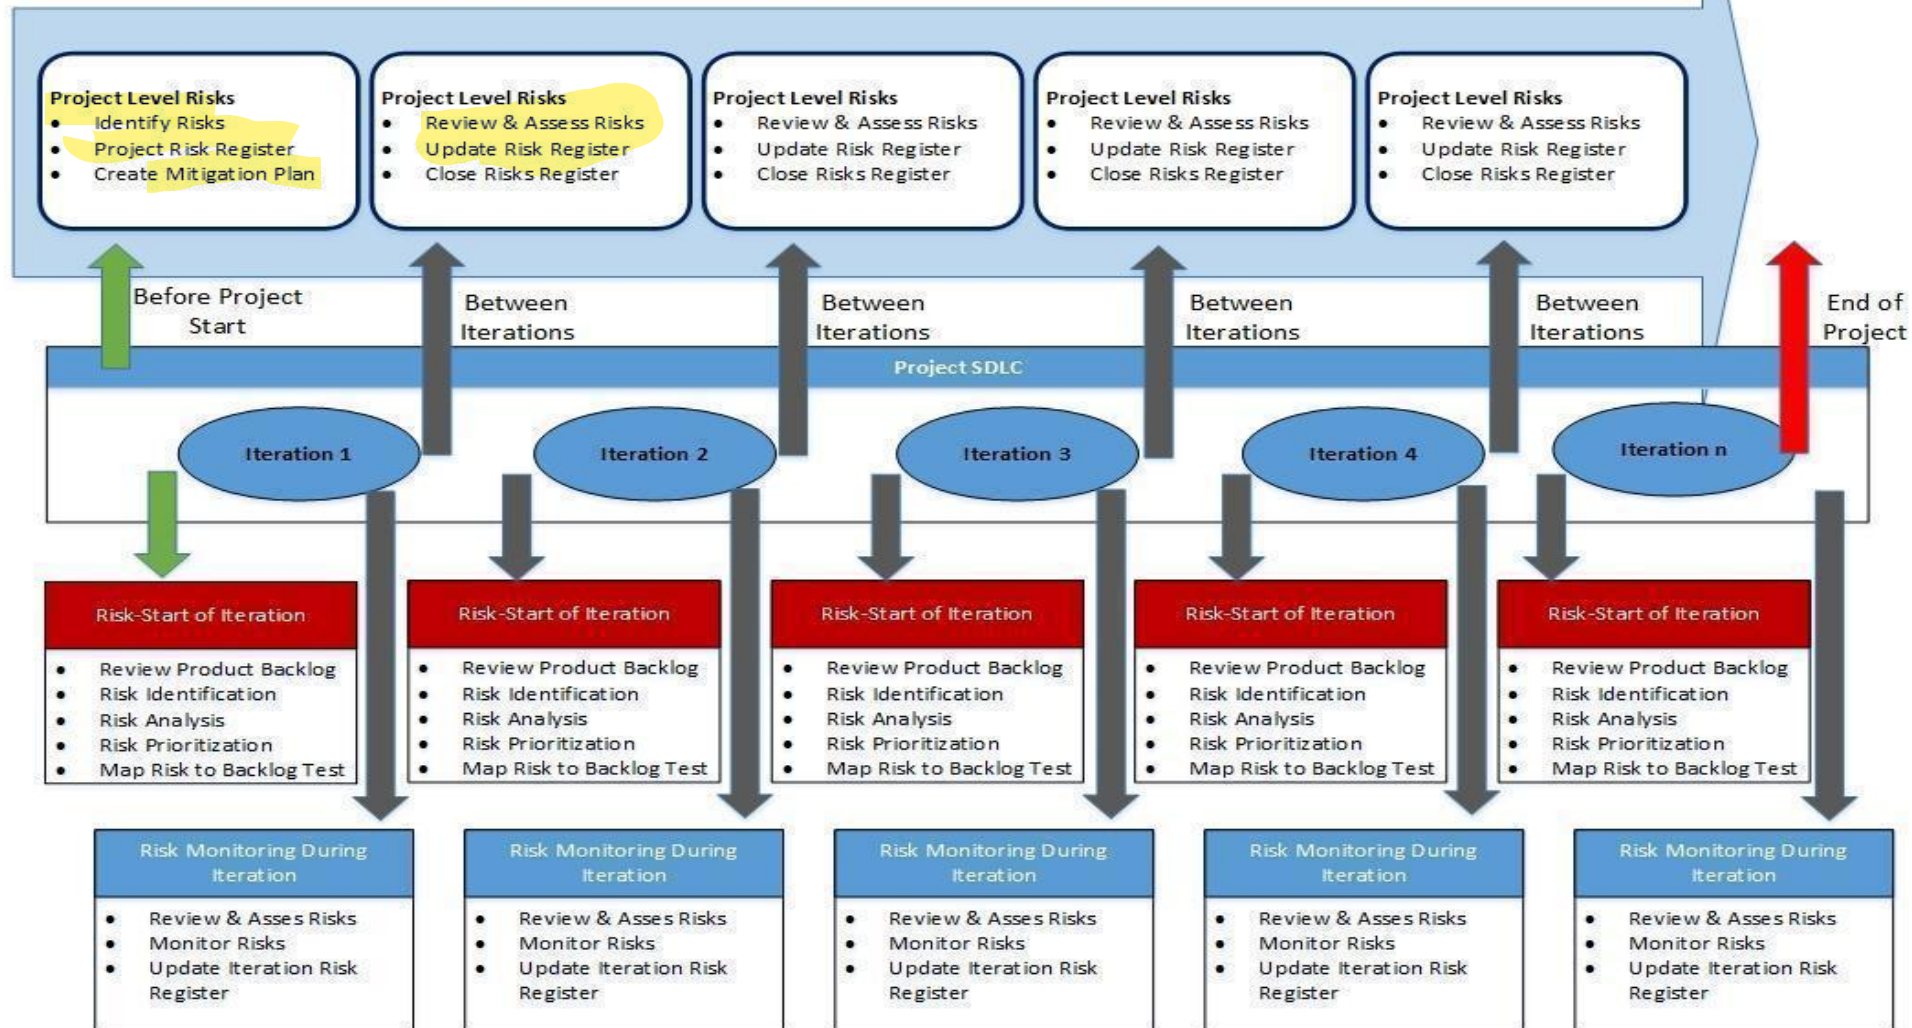 Project Level Risks
• Identify Risks
• Project Risk Register
• Create Mitigation Plan
Project Level Risks
• Review & Assess Risks
• Update Risk Register
• Close Risks Register
Project Level Risks
• Review & Assess Risks
• Update Risk Register
• Close Risks Register
Project Level Risks
• Review & Assess Risks
• Update Risk Register
• Close Risks Register
Project Level Risks
• Review & Assess Risks
• Update Risk Register
• Close Risks Register
Before Project
Start
Between
Iterations
Between
Iterations
Between
Iterations
Between
Iterations
End of
Project
Project SDLC
Iteration 1
Iteration 2
Iteration 3
Iteration 4
Iteration n
Risk-Start of Iteration
• Review Product Backlog
• Risk Identification
• Risk Analysis
• Risk Prioritization
• Map Risk to Backlog Test
Risk-Start of Iteration
• Review Product Backlog
• Risk Identification
• Risk Analysis
• Risk Prioritization
• Map Risk to Backlog Test
Risk-Start of Iteration
• Review Product Backlog
• Risk Identification
• Risk Analysis
• Risk Prioritization
• Map Risk to Backlog Test
Risk-Start of Iteration
• Review Product Backlog
• Risk Identification
• Risk Analysis
• Risk Prioritization
• Map Risk to Backlog Test
Risk-Start of Iteration
• Review Product Backlog
• Risk Identification
• Risk Analysis
• Risk Prioritization
• Map Risk to Backlog Test
Risk Monitoring During
Iteration
• Review & Asses Risks
• Monitor Risks
• Update Iteration Risk
Register
Risk Monitoring During
Iteration
• Review & Asses Risks
• Monitor Risks
• Update Iteration Risk
Register
Risk Monitoring During
Iteration
• Review & Asses Risks
• Monitor Risks
• Update Iteration Risk
Register
Risk Monitoring During
Iteration
• Review & Asses Risks
• Monitor Risks
• Update Iteration Risk
Register
Risk Monitoring During
Iteration
• Review & Asses Risks
• Monitor Risks
• Update Iteration Risk
Register